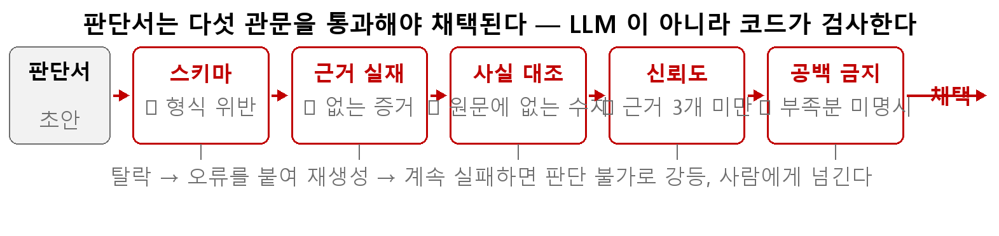 판단서는 다섯 관문을 통과해야 채택된다 — LLM 이 아니라 코드가 검사한다
판단서
초안
스키마
형식 위반
근거 실재
없는 증거
사실 대조
원문에 없는 수치
신뢰도
근거 3개 미만
공백 금지
부족분 미명시
채택
탈락 → 오류를 붙여 재생성 → 계속 실패하면 판단 불가로 강등, 사람에게 넘긴다